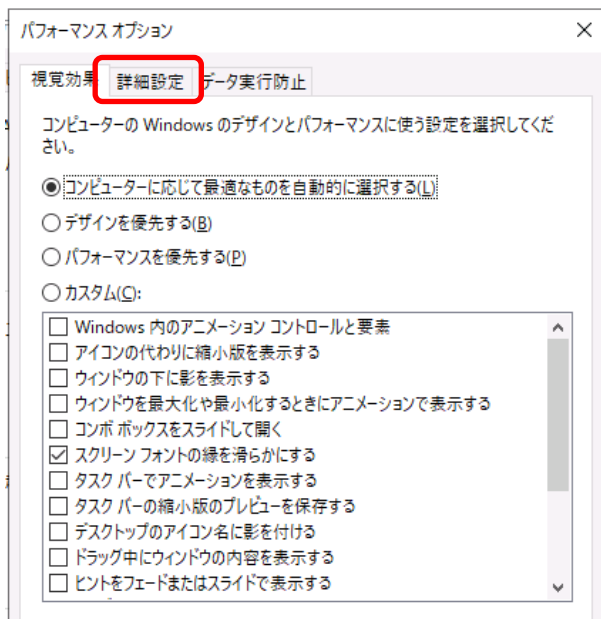 パフォーマンス オプション
視覚効果 詳細設定 データ実行防止
コンピューターの Windows のデザインとパフォーマンスに使う設定を選択してくだ
さい。
コンピューターに応じて最適なものを自動的に選択する(L)
デザインを優先する(B)
パフォーマンスを優先する(P)
カスタム(C):
Windows 内のアニメーション コントロールと要素
アイコンの代わりに縮小版を表示する
ウィンドウの下に影を表示する
ウィンドウを最大化や最小化するときにアニメーションで表示する
コンボ ボックスをスライドして開く
スクリーン フォントの縁を滑らかにする
タスク バーでアニメーションを表示する
タスク バーの縮小版のプレビューを保存する
デスクトップのアイコン名に影を付ける
ドラッグ中にウィンドウの内容を表示する
ヒントをフェードまたはスライドで表示する